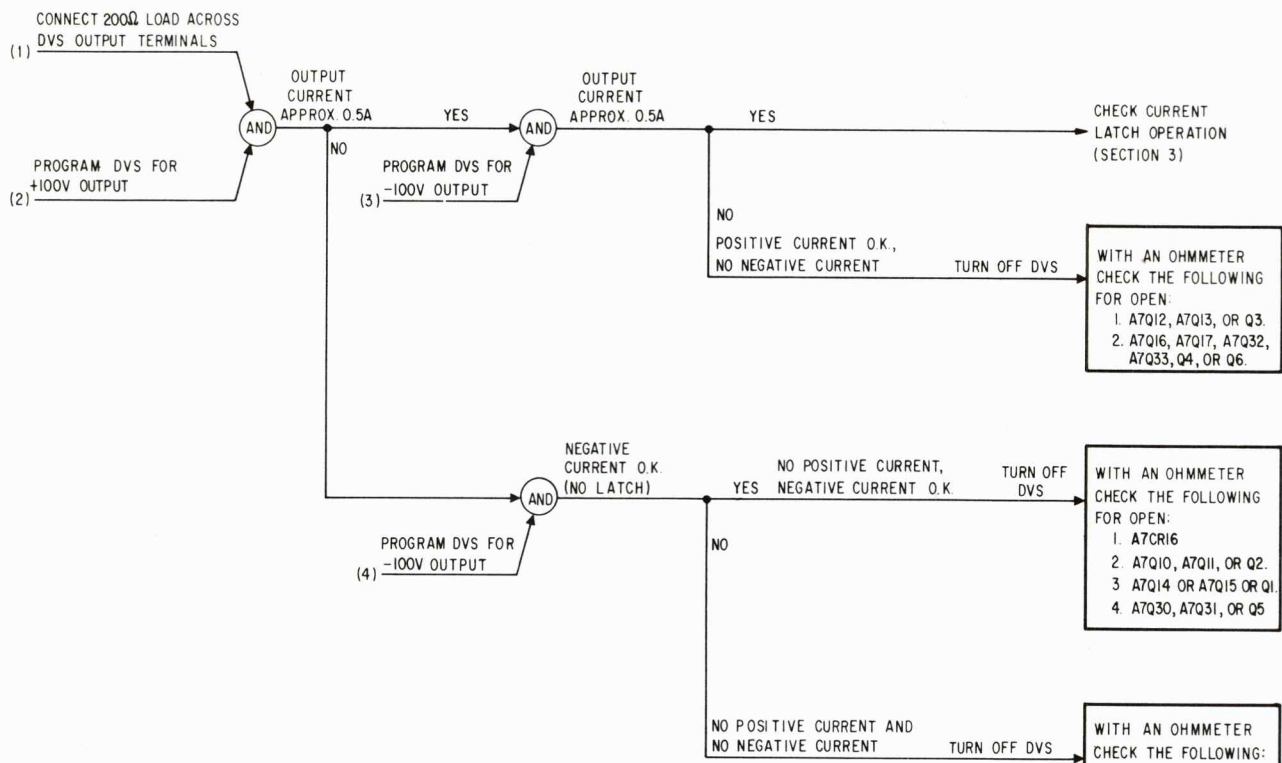 CONNECT 200Ω LOAD ACROSS
(1) DVS OUTPUT TERMINALS
OUTPUT
CURRENT
APPROX. 0.5A
AND
YES
NO
PROGRAM DVS FOR
+100V OUTPUT
(2)
OUTPUT
CURRENT
APPROX. 0.5A
AND
YES
CHECK CURRENT
LATCH OPERATION
(SECTION 3)
PROGRAM DVS FOR
(3) -100V OUTPUT
NO
POSITIVE CURRENT O.K.,
NO NEGATIVE CURRENT
TURN OFF DVS
WITH AN OHMMETER
CHECK THE FOLLOWING
FOR OPEN:
1. A7Q12, A7Q13, OR Q3.
2. A7Q16, A7Q17, A7Q32,
A7Q33, Q4, OR Q6.
NEGATIVE
CURRENT O.K.
(NO LATCH)
AND
YES
NO POSITIVE CURRENT,
NEGATIVE CURRENT O.K.
TURN OFF
DVS
WITH AN OHMMETER
CHECK THE FOLLOWING
FOR OPEN:
1. A7CR16
2. A7Q10, A7Q11, OR Q2.
3 A7Q14 OR A7Q15 OR Q1.
4. A7Q30, A7Q31, OR Q5
PROGRAM DVS FOR
(4) -100V OUTPUT
NO
NO POSITIVE CURRENT AND
NO NEGATIVE CURRENT
TURN OFF DVS
WITH AN OHMMETER
CHECK THE FOLLOWING: